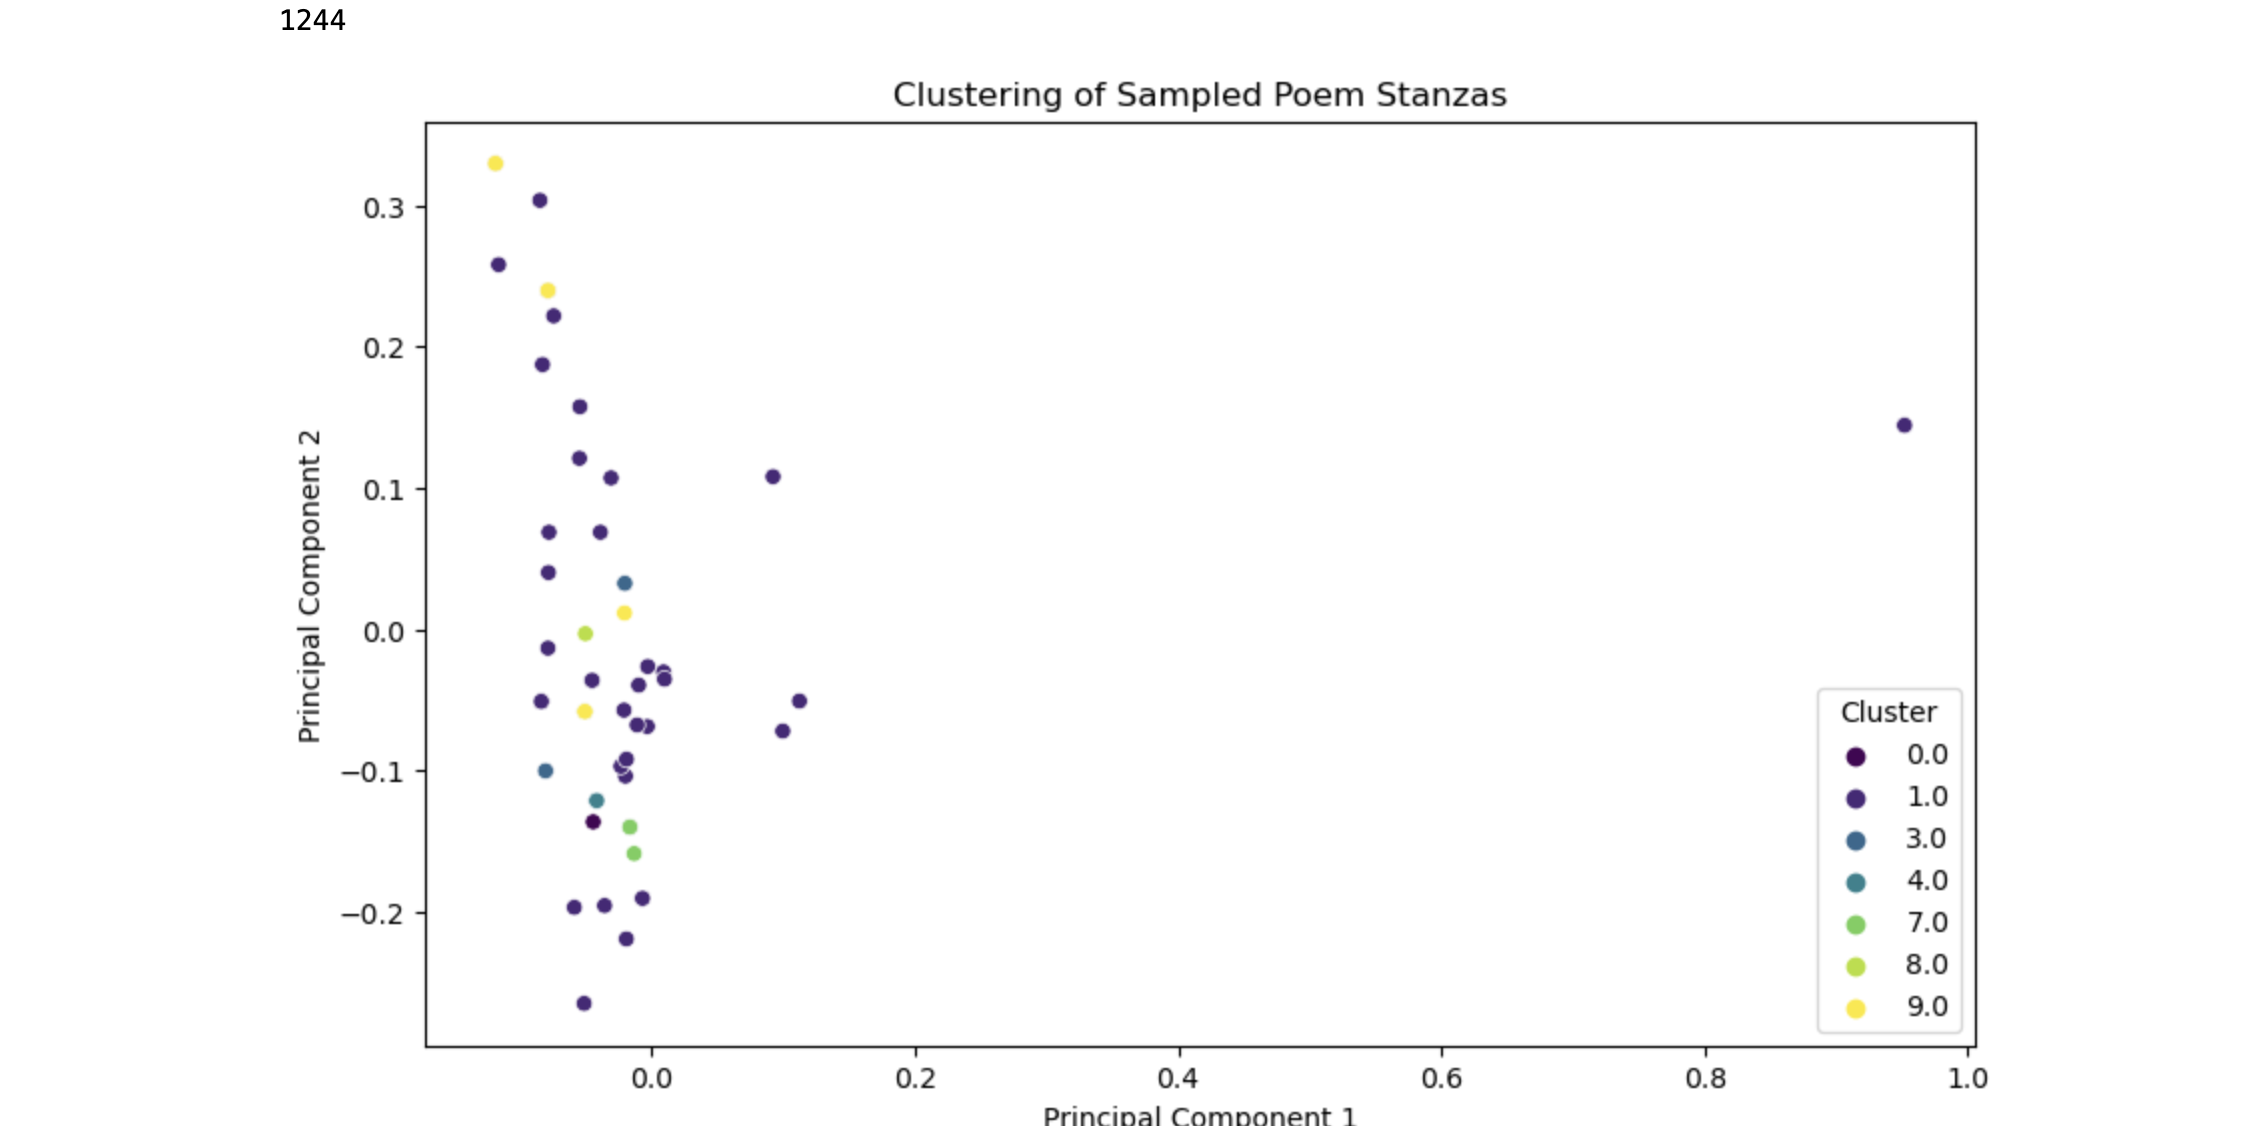 1244
Clustering of Sampled Poem Stanzas
Principal Component 2
0.3
0.2
0.1
0.0
−0.1
−0.2
Cluster
0.0
1.0
3.0
4.0
7.0
8.0
9.0
0.0 0.2 0.4 0.6 0.8 1.0
Principal Component 1